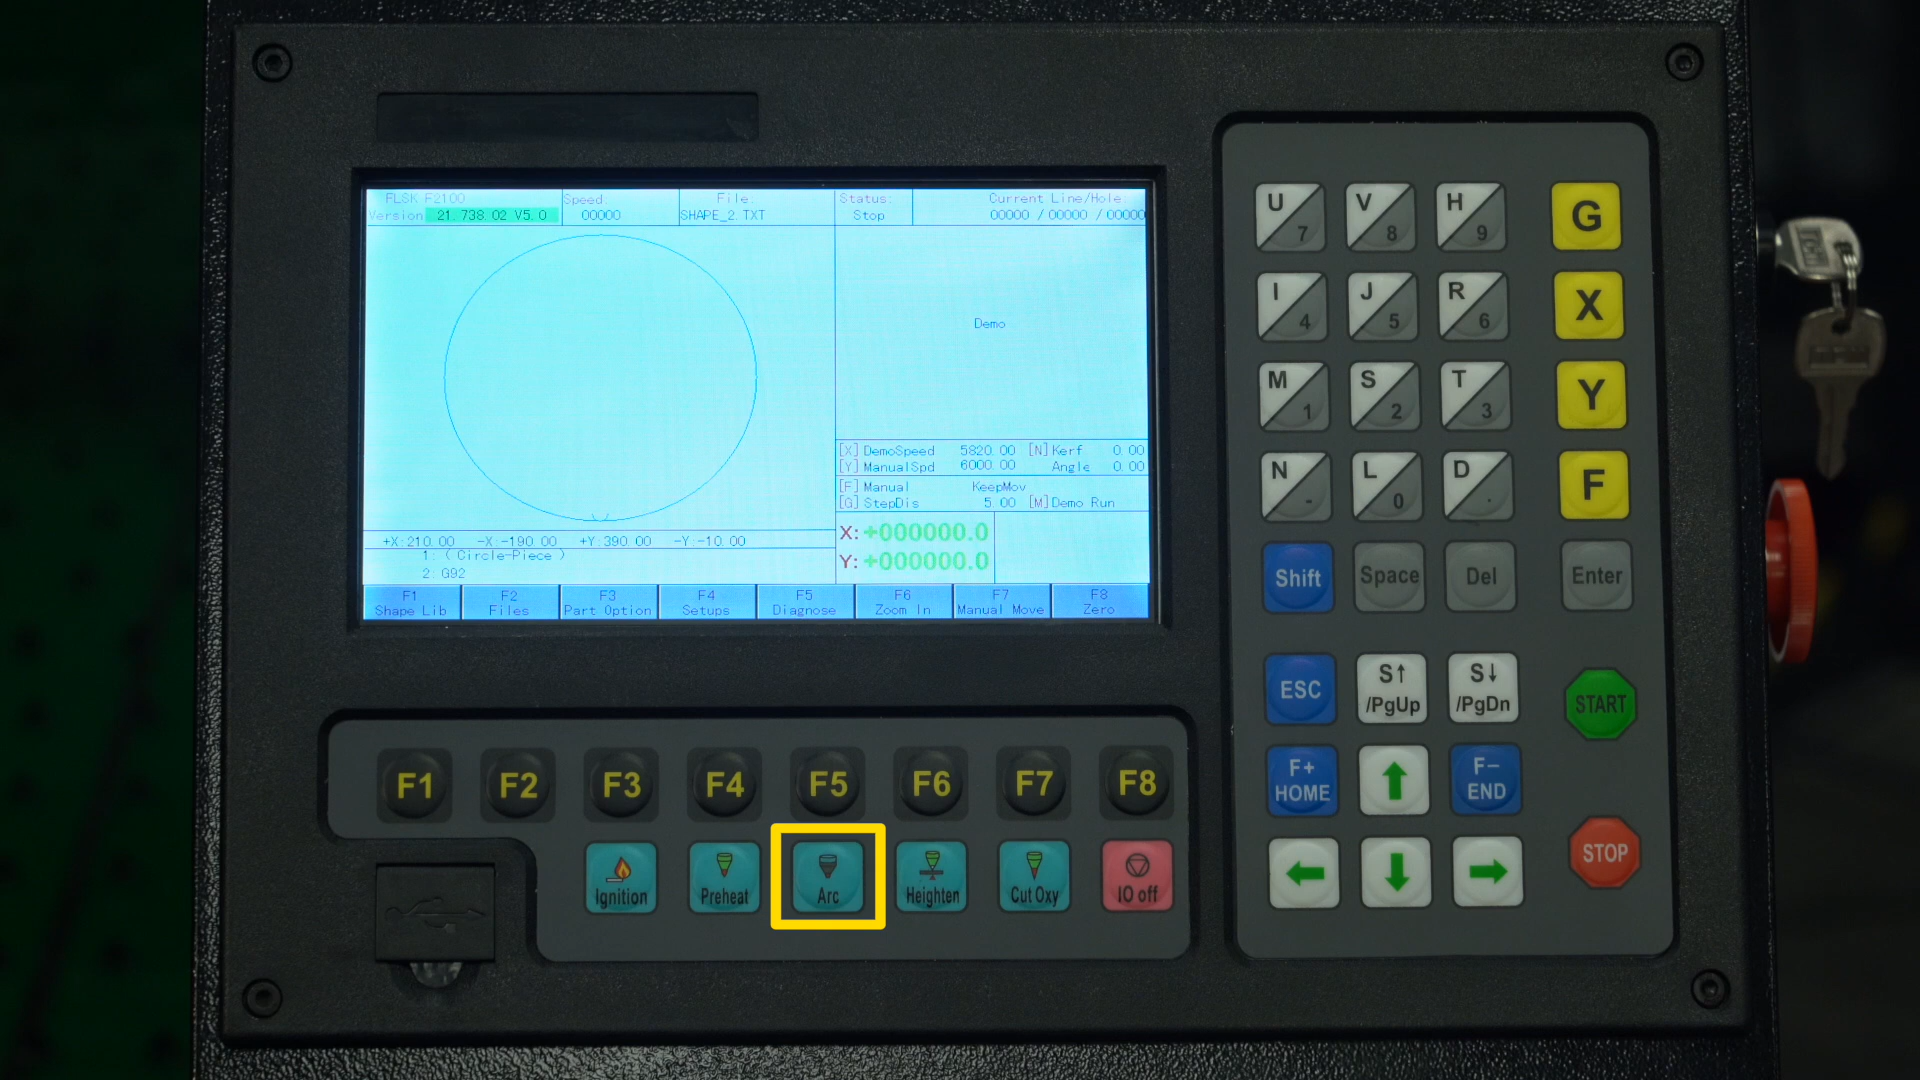 FLSK F2100
Version 21.738.02 V5.0
Speed:
00000
File:
SHAPE_2.TXT
Status:
Stop
Current Line/Hole:
00000 /00000 /00000
Demo
[X] DemoSpeed 5820.00 [N] Kerf 0.00
[Y] ManualSpd 6000.00 Angle 0.00
[F] Manual KeepMov
[G] StepDis 5.00 [M] Demo Run
+X:210.00 -X:-190.00 +Y:390.00 -Y:-10.00
1: (Circle-Piece )
2: G92
X: +000000.0
Y: +000000.0
F1 F2 F3 F4 F5 F6 F7 F8
Shape Lib Files Part Option Setups Diagnose Zoom In Manual Move Zero
F1 F2 F3 F4 F5 F6 F7 F8
Ignition Preheat Arc Heighten Cut Oxy IO off
U 7 V 8 H 9 G
I 4 J 5 R 6 X
M 1 S 2 T 3 Y
N - L 0 D . F
Shift Space Del Enter
ESC S↑ /PgUp S↓ /PgDn START
F+ HOME ↑ F- END
← ↓ → STOP